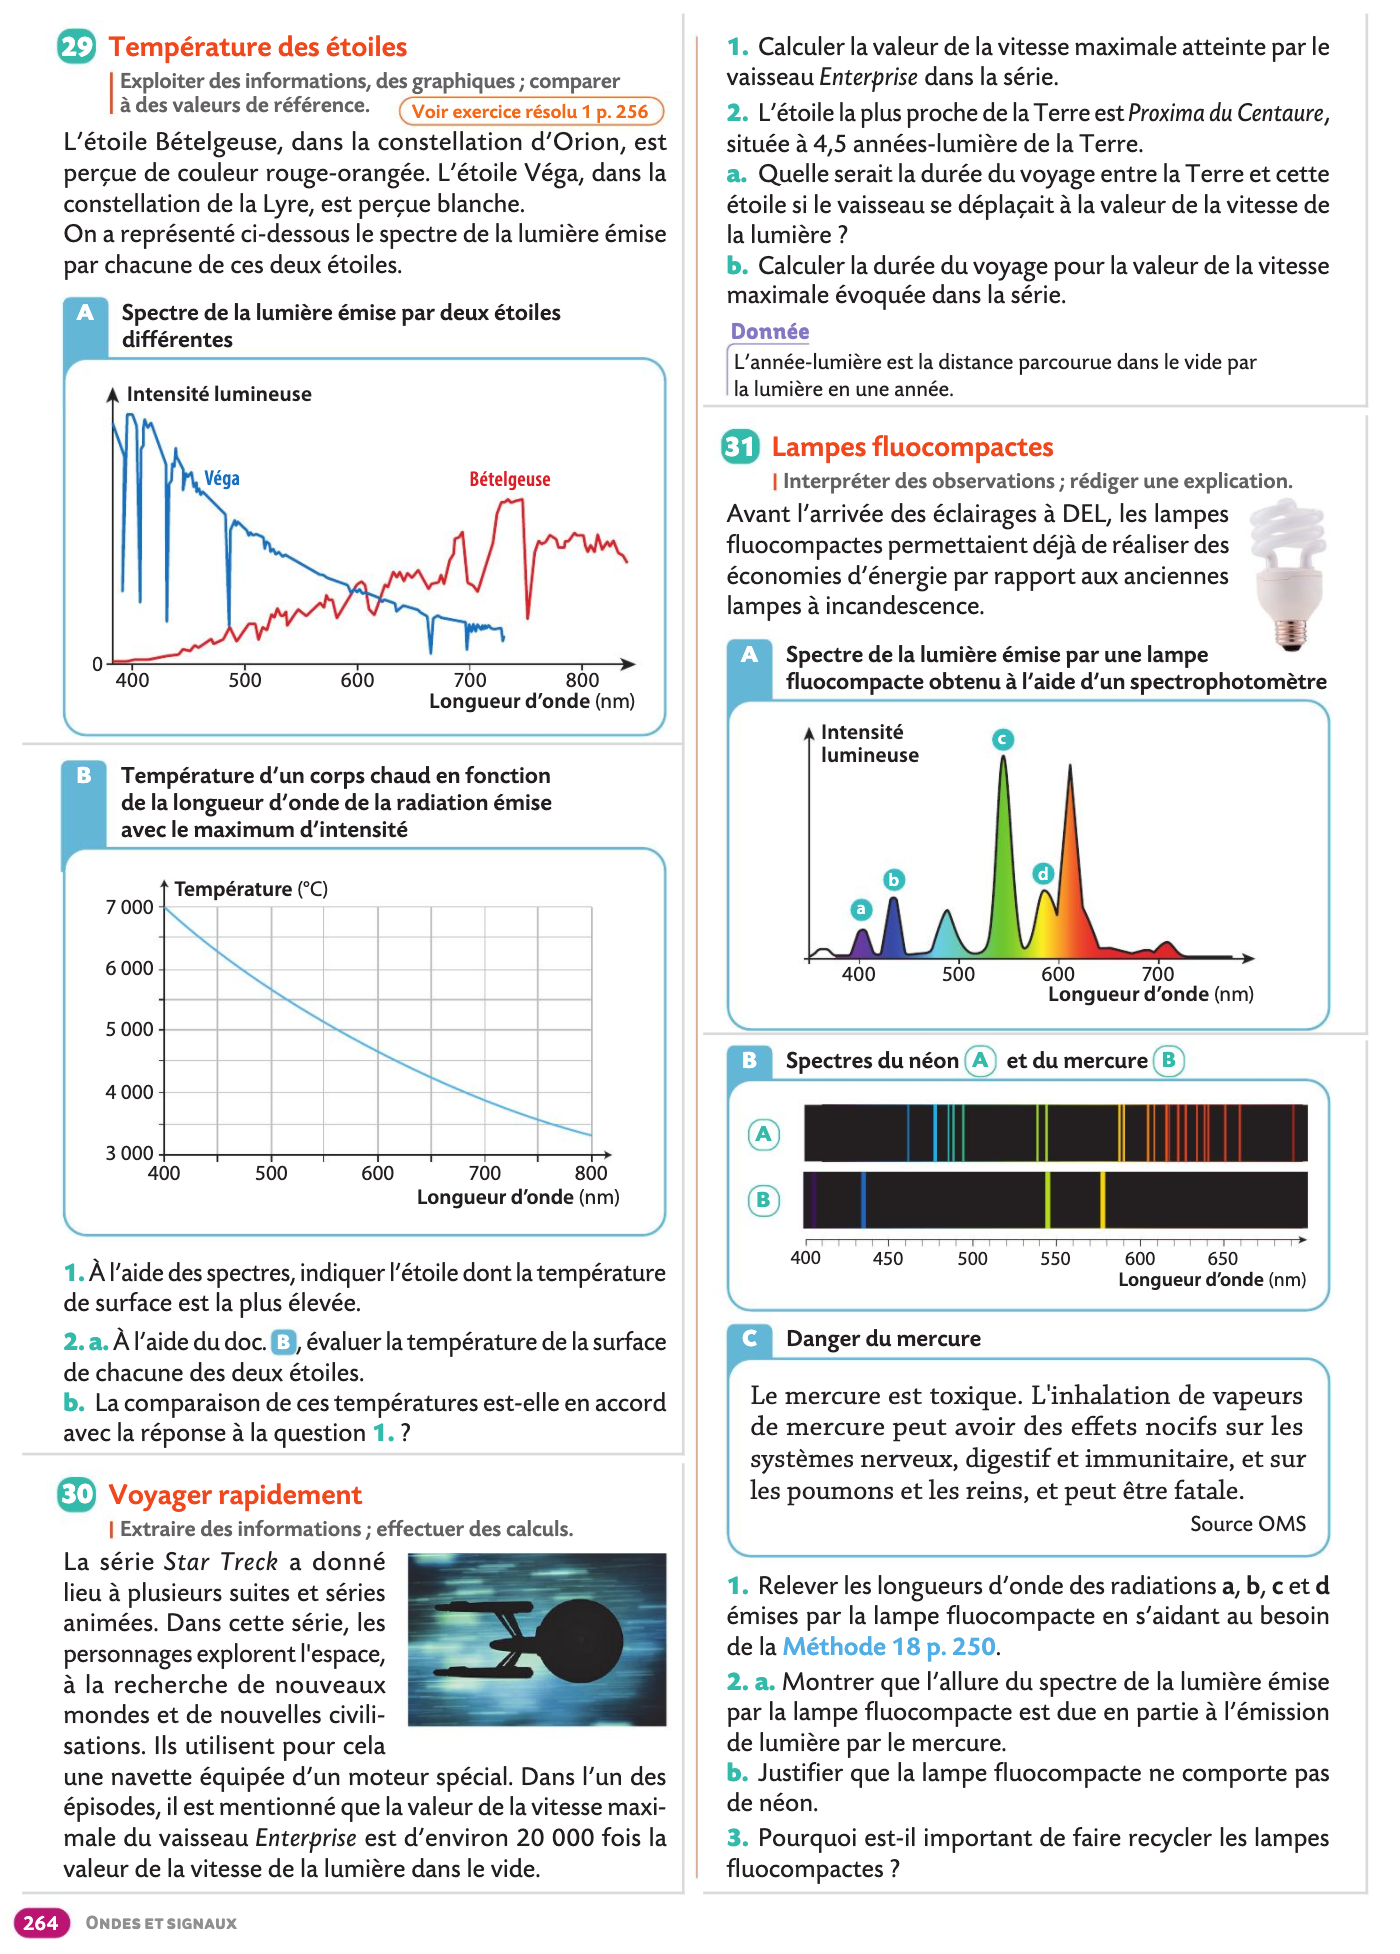 29 Température des étoiles
Exploiter des informations, des graphiques ; comparer
à des valeurs de référence. Voir exercice résolu 1 p. 256
L'étoile Bételgeuse, dans la constellation d'Orion, est
perçue de couleur rouge-orangée. L'étoile Véga, dans la
constellation de la Lyre, est perçue blanche.
On a représenté ci-dessous le spectre de la lumière émise
par chacune de ces deux étoiles.
A Spectre de la lumière émise par deux étoiles
différentes
Intensité lumineuse
Véga
Bételgeuse
0
400 500 600 700 800
Longueur d'onde (nm)
B Température d'un corps chaud en fonction
de la longueur d'onde de la radiation émise
avec le maximum d'intensité
Température (°C)
7 000
6 000
5 000
4 000
3 000
400 500 600 700 800
Longueur d'onde (nm)
1. À l'aide des spectres, indiquer l'étoile dont la température
de surface est la plus élevée.
2. a. À l'aide du doc. B, évaluer la température de la surface
de chacune des deux étoiles.
b. La comparaison de ces températures est-elle en accord
avec la réponse à la question 1. ?
30 Voyager rapidement
Extraire des informations ; effectuer des calculs.
La série Star Treck a donné
lieu à plusieurs suites et séries
animées. Dans cette série, les
personnages explorent l'espace,
à la recherche de nouveaux
mondes et de nouvelles civili-
sations. Ils utilisent pour cela
une navette équipée d'un moteur spécial. Dans l'un des
épisodes, il est mentionné que la valeur de la vitesse maxi-
male du vaisseau Enterprise est d'environ 20 000 fois la
valeur de la vitesse de la lumière dans le vide.
1. Calculer la valeur de la vitesse maximale atteinte par le
vaisseau Enterprise dans la série.
2. L'étoile la plus proche de la Terre est Proxima du Centaure,
située à 4,5 années-lumière de la Terre.
a. Quelle serait la durée du voyage entre la Terre et cette
étoile si le vaisseau se déplaçait à la valeur de la vitesse de
la lumière ?
b. Calculer la durée du voyage pour la valeur de la vitesse
maximale évoquée dans la série.
Donnée
L'année-lumière est la distance parcourue dans le vide par
la lumière en une année.
31 Lampes fluocompactes
Interpréter des observations ; rédiger une explication.
Avant l'arrivée des éclairages à DEL, les lampes
fluocompactes permettaient déjà de réaliser des
économies d'énergie par rapport aux anciennes
lampes à incandescence.
A Spectre de la lumière émise par une lampe
fluocompacte obtenu à l'aide d'un spectrophotomètre
Intensité
lumineuse
a
b
c
d
400 500 600 700
Longueur d'onde (nm)
B Spectres du néon A et du mercure B
A
B
400 450 500 550 600 650
Longueur d'onde (nm)
C Danger du mercure
Le mercure est toxique. L'inhalation de vapeurs
de mercure peut avoir des effets nocifs sur les
systèmes nerveux, digestif et immunitaire, et sur
les poumons et les reins, et peut être fatale.
Source OMS
1. Relever les longueurs d'onde des radiations a, b, c et d
émises par la lampe fluocompacte en s'aidant au besoin
de la Méthode 18 p. 250.
2. a. Montrer que l'allure du spectre de la lumière émise
par la lampe fluocompacte est due en partie à l'émission
de lumière par le mercure.
b. Justifier que la lampe fluocompacte ne comporte pas
de néon.
3. Pourquoi est-il important de faire recycler les lampes
fluocompactes ?
264 ONDES ET SIGNAUX